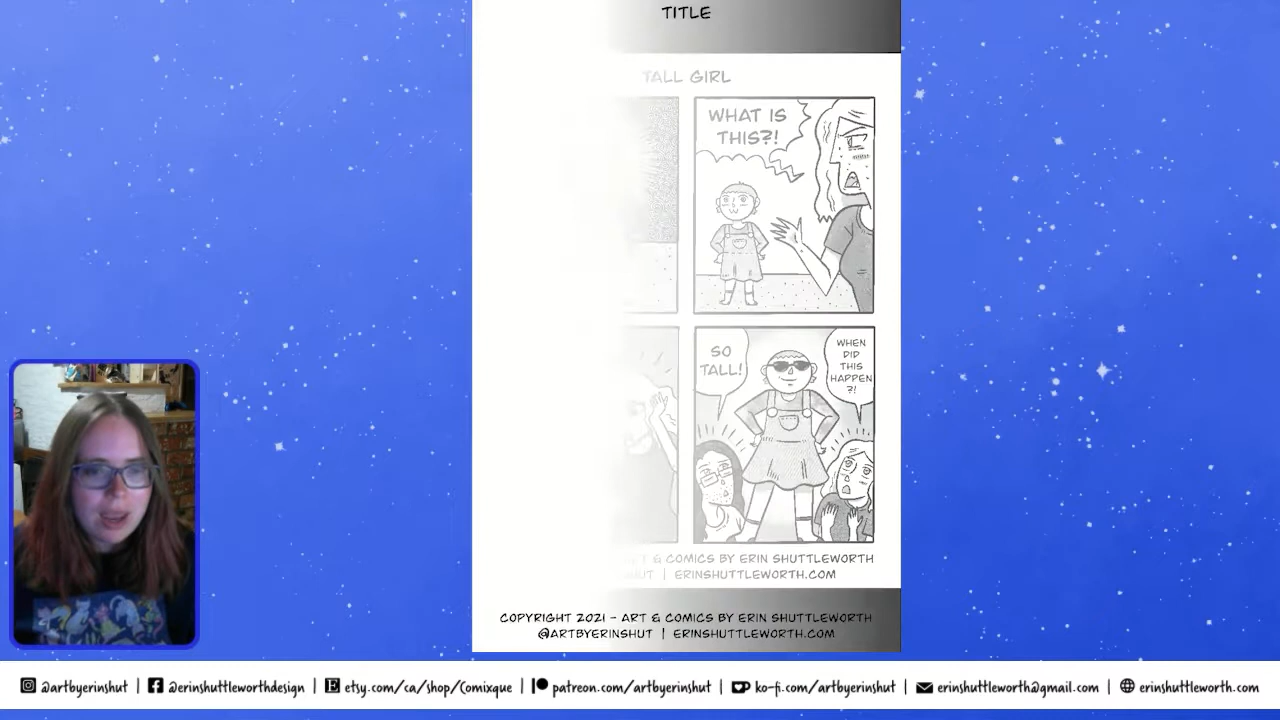 TITLE
TALL GIRL
WHAT IS
THIS?!
SO
TALL!
WHEN
DID
THIS
HAPPEN
?!
& COMICS BY ERIN SHUTTLEWORTH
| ERINSHUTTLEWORTH.COM
COPYRIGHT 2021 - ART & COMICS BY ERIN SHUTTLEWORTH
@ARTBYERINSHUT | ERINSHUTTLEWORTH.COM
@artbyerinshut | @erinshuttleworthdesign | etsy.com/ca/shop/Comixque | patreon.com/artbyerinshut | ko-fi.com/artbyerinshut | erinshuttleworth@gmail.com | erinshuttleworth.com